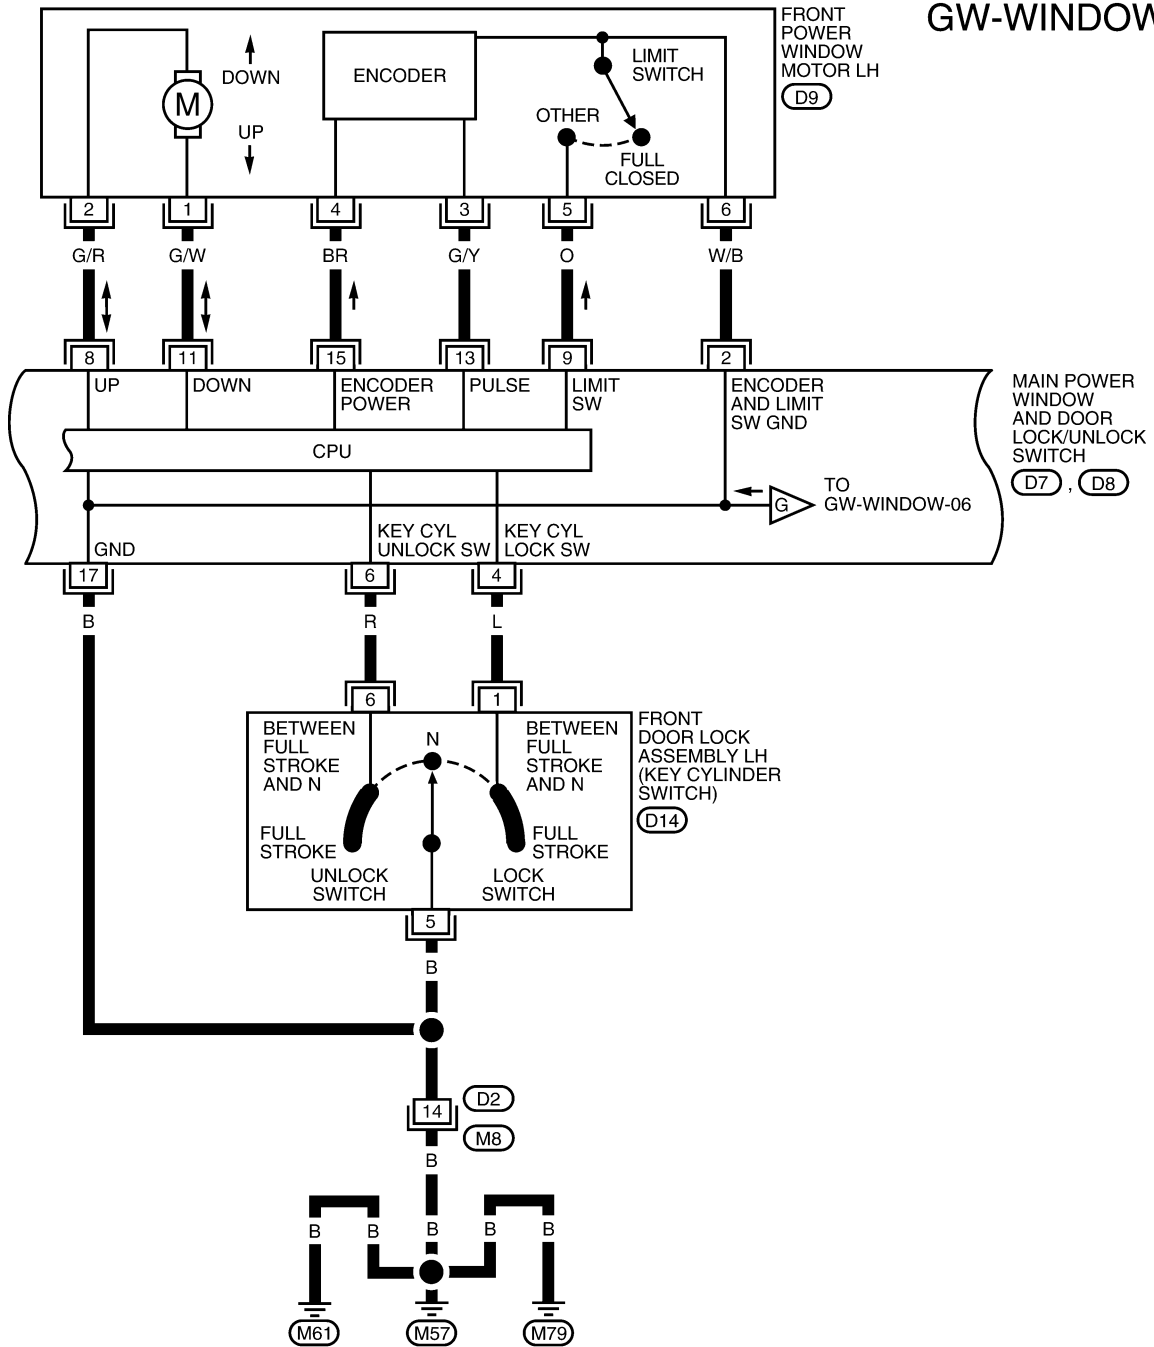 GW-WINDOW
FRONT
POWER
WINDOW
MOTOR LH
D9
M
DOWN
UP
ENCODER
LIMIT
SWITCH
OTHER
FULL
CLOSED
2 1 4 3 5 6
G/R G/W BR G/Y O W/B
8 11 15 13 9 2
UP
DOWN
ENCODER
POWER
PULSE
LIMIT
SW
ENCODER
AND LIMIT
SW GND
MAIN POWER
WINDOW
AND DOOR
LOCK/UNLOCK
SWITCH
D7 , D8
CPU
G
TO
GW-WINDOW-06
GND
KEY CYL
UNLOCK SW
KEY CYL
LOCK SW
17 6 4
B R L
6 1
BETWEEN
FULL
STROKE
AND N
N
BETWEEN
FULL
STROKE
AND N
FRONT
DOOR LOCK
ASSEMBLY LH
(KEY CYLINDER
SWITCH)
D14
FULL
STROKE
FULL
STROKE
UNLOCK
SWITCH
LOCK
SWITCH
5
B
14
D2
M8
B
B B B B B
M61 M57 M79